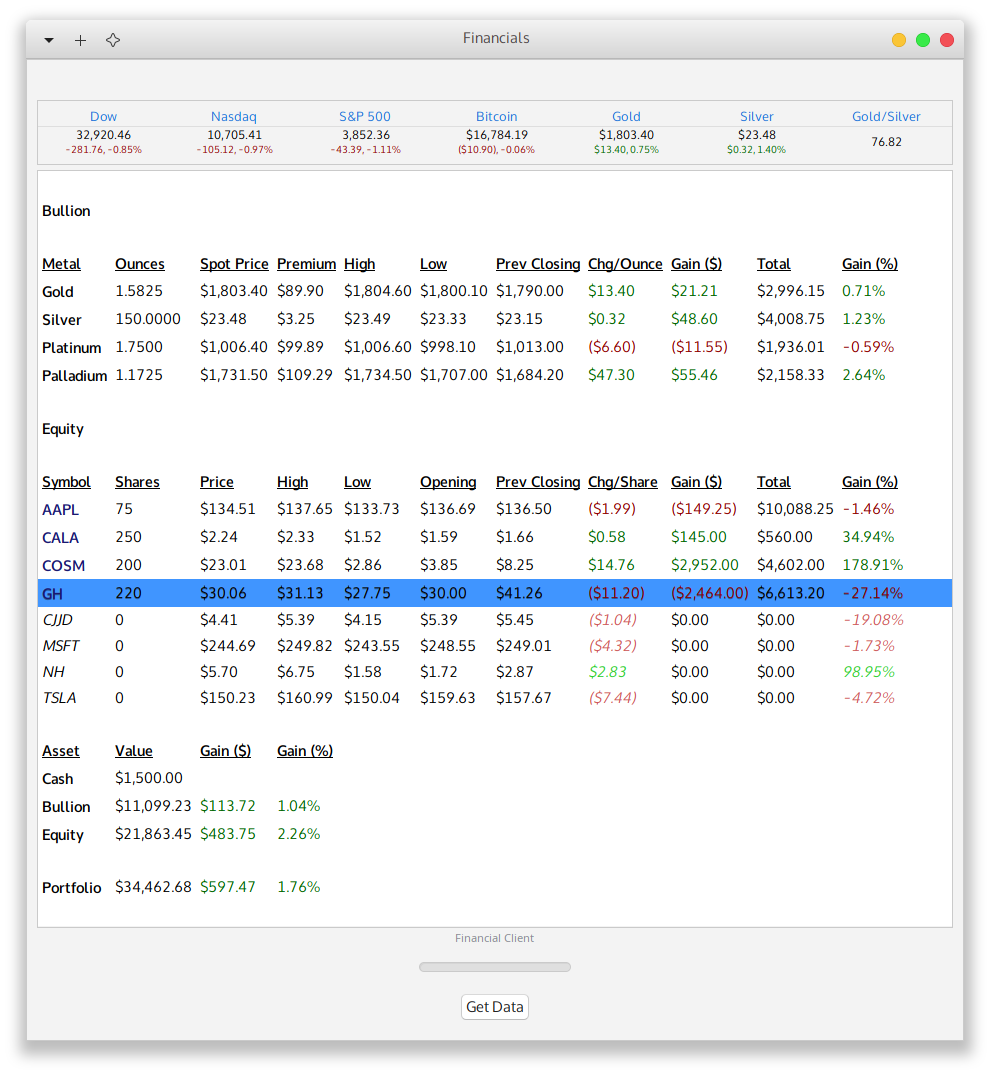 Financials
Dow Nasdaq S&P 500 Bitcoin Gold Silver Gold/Silver
32,920.46 10,705.41 3,852.36 $16,784.19 $1,803.40 $23.48 76.82
-281.76, -0.85% -105.12, -0.97% -43.39, -1.11% ($10.90), -0.06% $13.40, 0.75% $0.32, 1.40%
Bullion
Metal Ounces Spot Price Premium High Low Prev Closing Chg/Ounce Gain ($) Total Gain (%)
Gold 1.5825 $1,803.40 $89.90 $1,804.60 $1,800.10 $1,790.00 $13.40 $21.21 $2,996.15 0.71%
Silver 150.0000 $23.48 $3.25 $23.49 $23.33 $23.15 $0.32 $48.60 $4,008.75 1.23%
Platinum 1.7500 $1,006.40 $99.89 $1,006.60 $998.10 $1,013.00 ($6.60) ($11.55) $1,936.01 -0.59%
Palladium 1.1725 $1,731.50 $109.29 $1,734.50 $1,707.00 $1,684.20 $47.30 $55.46 $2,158.33 2.64%
Equity
Symbol Shares Price High Low Opening Prev Closing Chg/Share Gain ($) Total Gain (%)
AAPL 75 $134.51 $137.65 $133.73 $136.69 $136.50 ($1.99) ($149.25) $10,088.25 -1.46%
CALA 250 $2.24 $2.33 $1.52 $1.59 $1.66 $0.58 $145.00 $560.00 34.94%
COSM 200 $23.01 $23.68 $2.86 $3.85 $8.25 $14.76 $2,952.00 $4,602.00 178.91%
GH 220 $30.06 $31.13 $27.75 $30.00 $41.26 ($11.20) ($2,464.00) $6,613.20 -27.14%
CJJD 0 $4.41 $5.39 $4.15 $5.39 $5.45 ($1.04) $0.00 $0.00 -19.08%
MSFT 0 $244.69 $249.82 $243.55 $248.55 $249.01 ($4.32) $0.00 $0.00 -1.73%
NH 0 $5.70 $6.75 $1.58 $1.72 $2.87 $2.83 $0.00 $0.00 98.95%
TSLA 0 $150.23 $160.99 $150.04 $159.63 $157.67 ($7.44) $0.00 $0.00 -4.72%
Asset Value Gain ($) Gain (%)
Cash $1,500.00
Bullion $11,099.23 $113.72 1.04%
Equity $21,863.45 $483.75 2.26%
Portfolio $34,462.68 $597.47 1.76%
Financial Client
Get Data